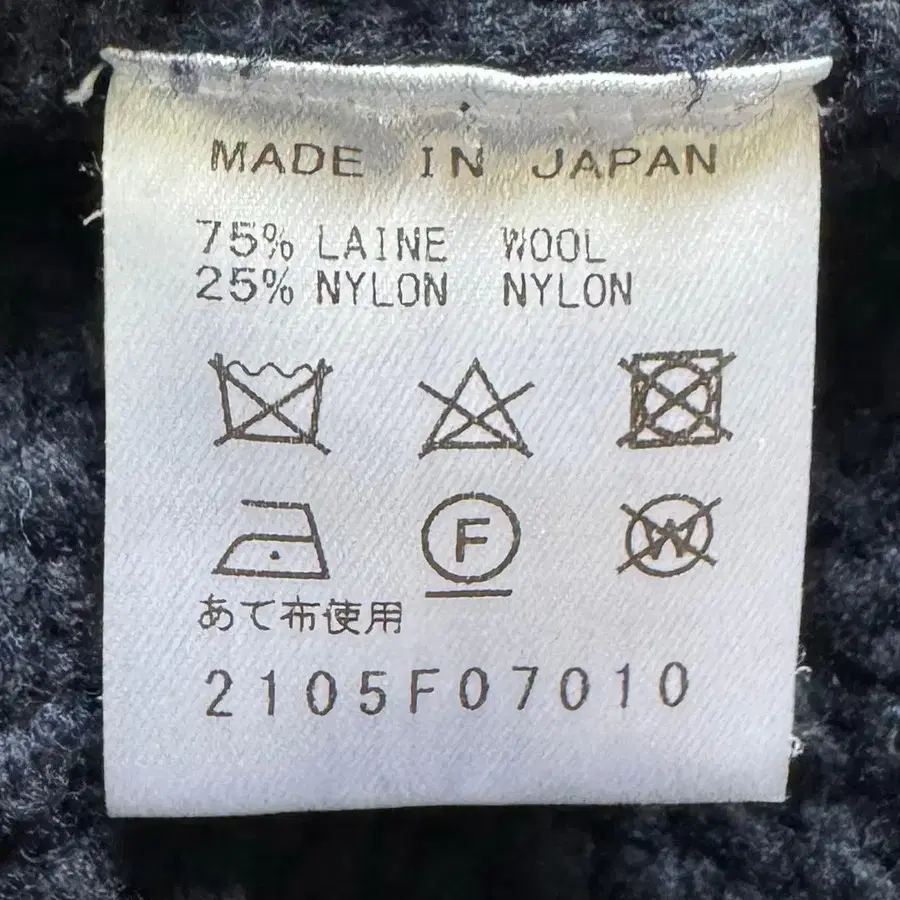 MADE IN JAPAN
75% LAINE WOOL
25% NYLON NYLON
F W
あて布使用
2105F07010